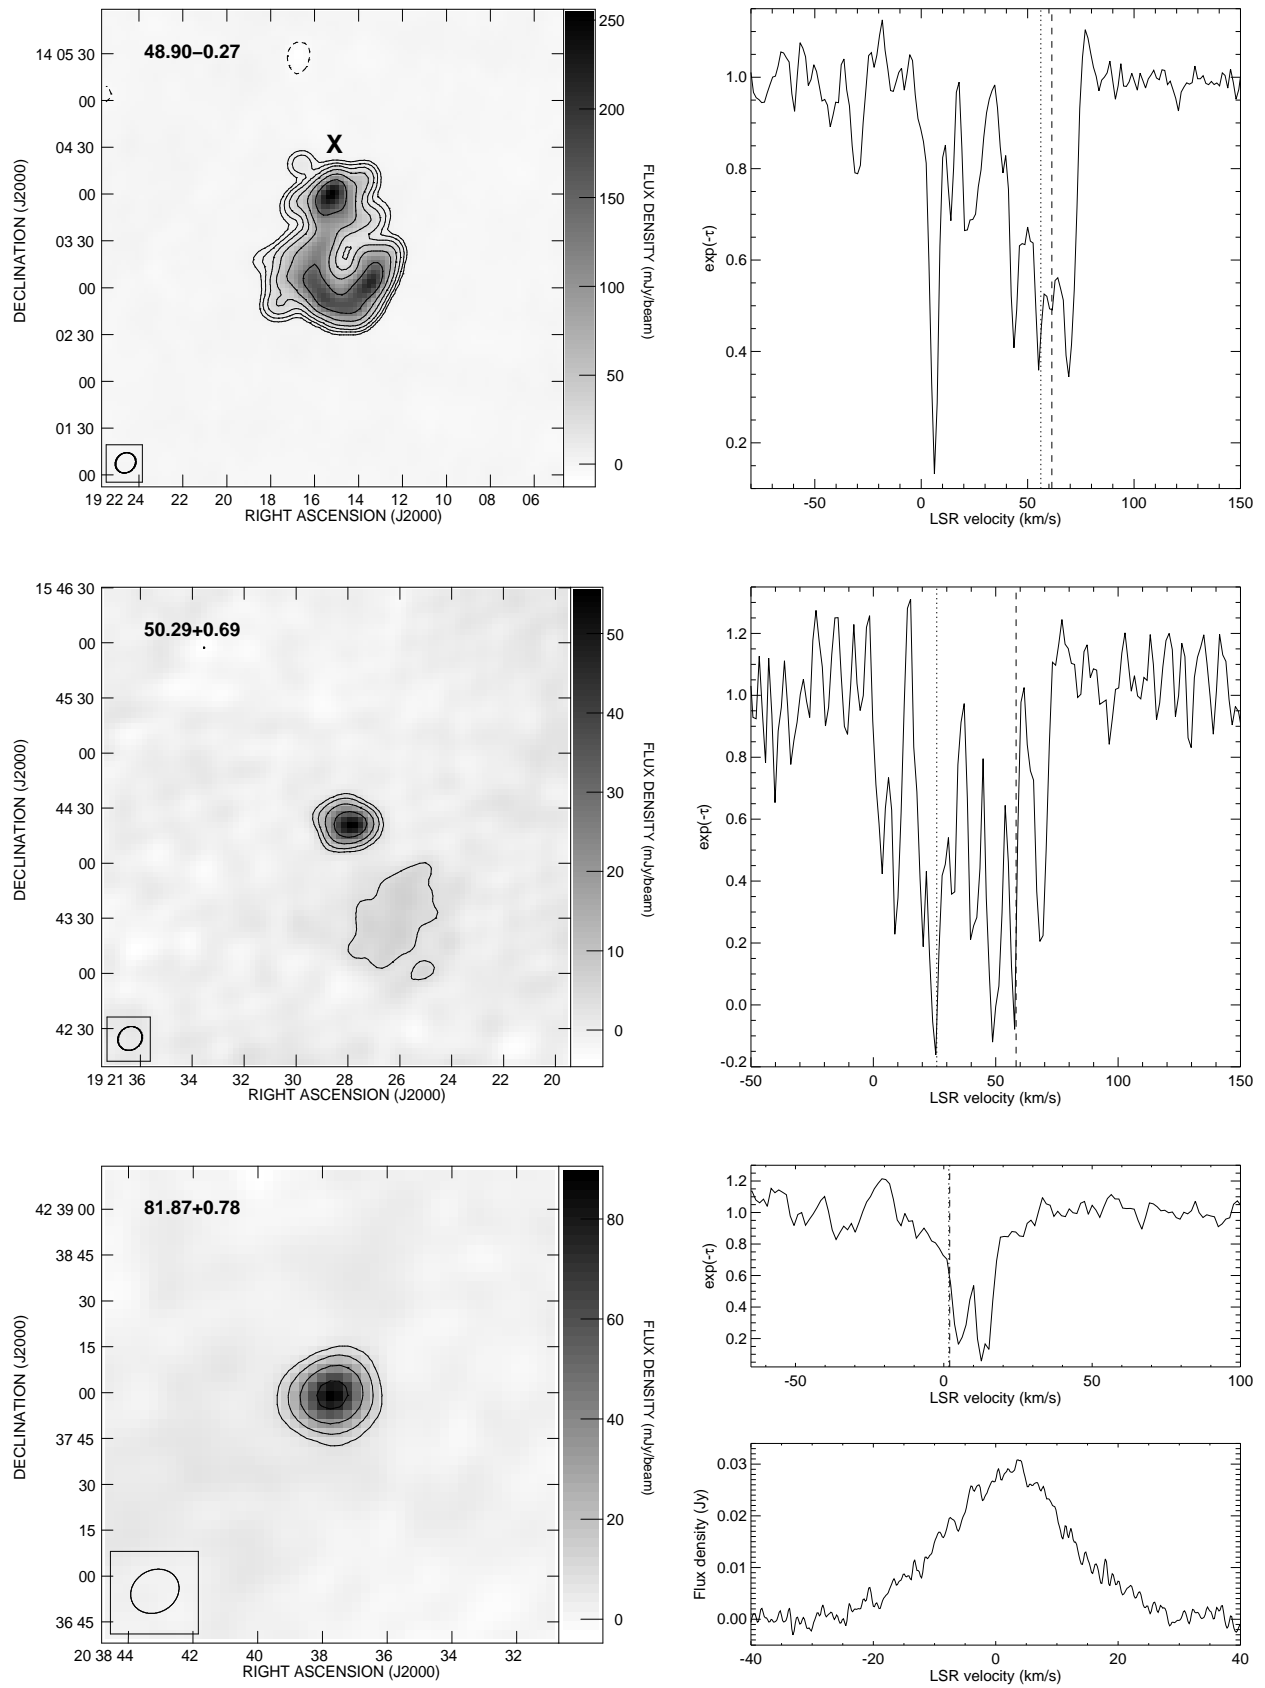 48.90−0.27
X
14 05 30
00
04 30
00
03 30
00
02 30
00
01 30
00
DECLINATION (J2000)
19 22 24 22 20 18 16 14 12 10 08 06
RIGHT ASCENSION (J2000)
250
200
150
100
50
0
FLUX DENSITY (mJy/beam)
1.0
0.8
0.6
0.4
0.2
exp(-τ)
-50 0 50 100 150
LSR velocity (km/s)
50.29+0.69
15 46 30
00
45 30
00
44 30
00
43 30
00
42 30
DECLINATION (J2000)
19 21 36 34 32 30 28 26 24 22 20
RIGHT ASCENSION (J2000)
50
40
30
20
10
0
FLUX DENSITY (mJy/beam)
1.2
1.0
0.8
0.6
0.4
0.2
0.0
-0.2
exp(-τ)
-50 0 50 100 150
LSR velocity (km/s)
81.87+0.78
42 39 00
38 45
30
15
00
37 45
30
15
00
36 45
DECLINATION (J2000)
20 38 44 42 40 38 36 34 32
RIGHT ASCENSION (J2000)
80
60
40
20
0
FLUX DENSITY (mJy/beam)
1.2
1.0
0.8
0.6
0.4
0.2
exp(-τ)
-50 0 50 100
LSR velocity (km/s)
0.03
0.02
0.01
0.00
Flux density (Jy)
-40 -20 0 20 40
LSR velocity (km/s)